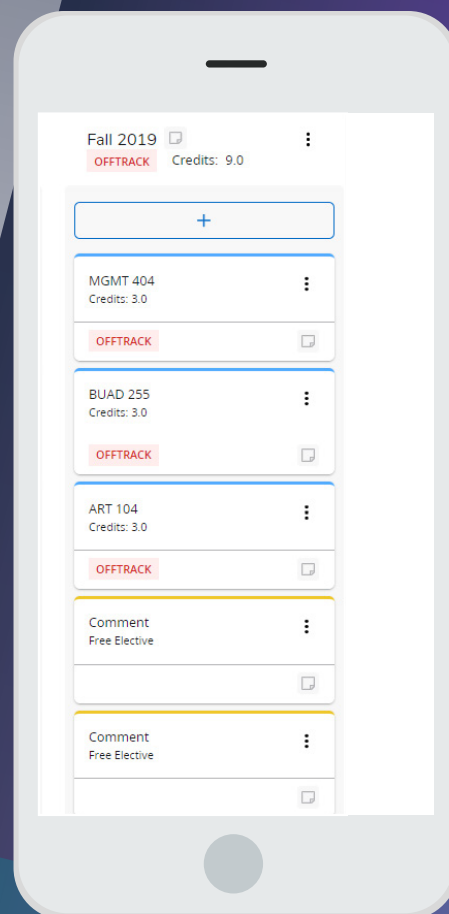 Fall 2019
OFFTRACK Credits: 9.0
+
MGMT 404
Credits: 3.0
OFFTRACK
BUAD 255
Credits: 3.0
OFFTRACK
ART 104
Credits: 3.0
OFFTRACK
Comment
Free Elective
Comment
Free Elective